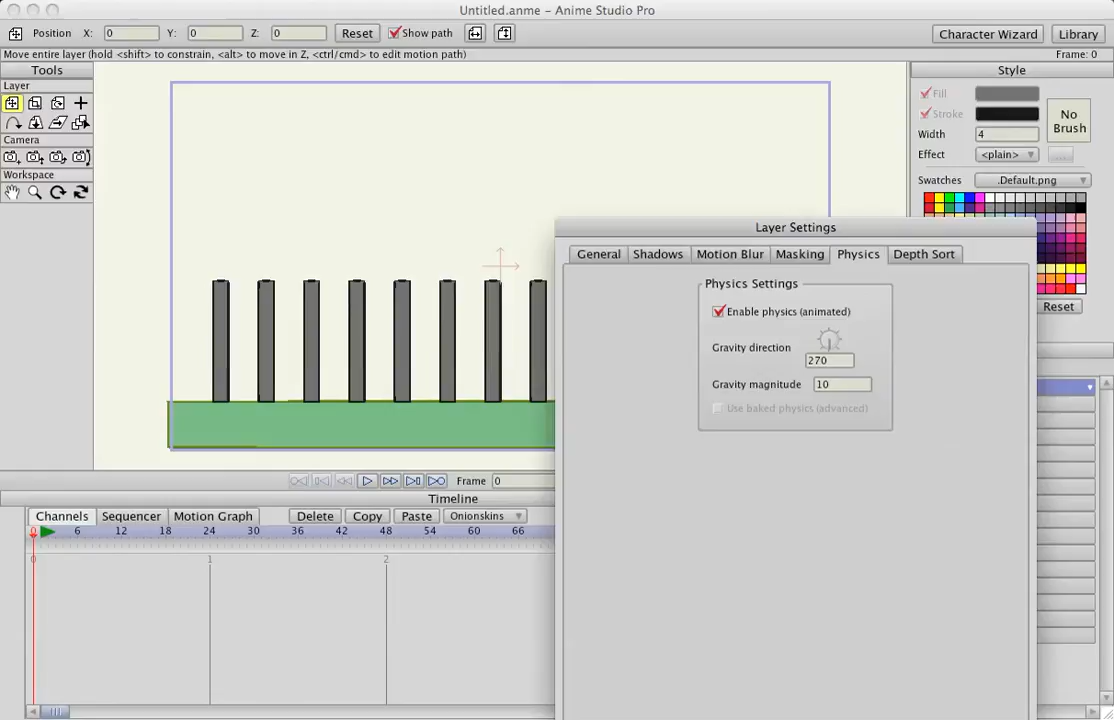 Untitled.anme – Anime Studio Pro
Position X: 0 Y: 0 Z: 0 Reset Show path Character Wizard Library
Move entire layer (hold <shift> to constrain, <alt> to move in Z, <ctrl/cmd> to edit motion path) Frame: 0
Tools
Layer
Camera
Workspace
Style
Fill
Stroke
No Brush
Width 4
Effect <plain> ...
Swatches .Default.png
Reset
Layer Settings
General Shadows Motion Blur Masking Physics Depth Sort
Physics Settings
Enable physics (animated)
Gravity direction
270
Gravity magnitude 10
Use baked physics (advanced)
Frame 0
Timeline
Channels Sequencer Motion Graph Delete Copy Paste Onionskins
0 6 12 18 24 30 36 42 48 54 60 66
0 1 2